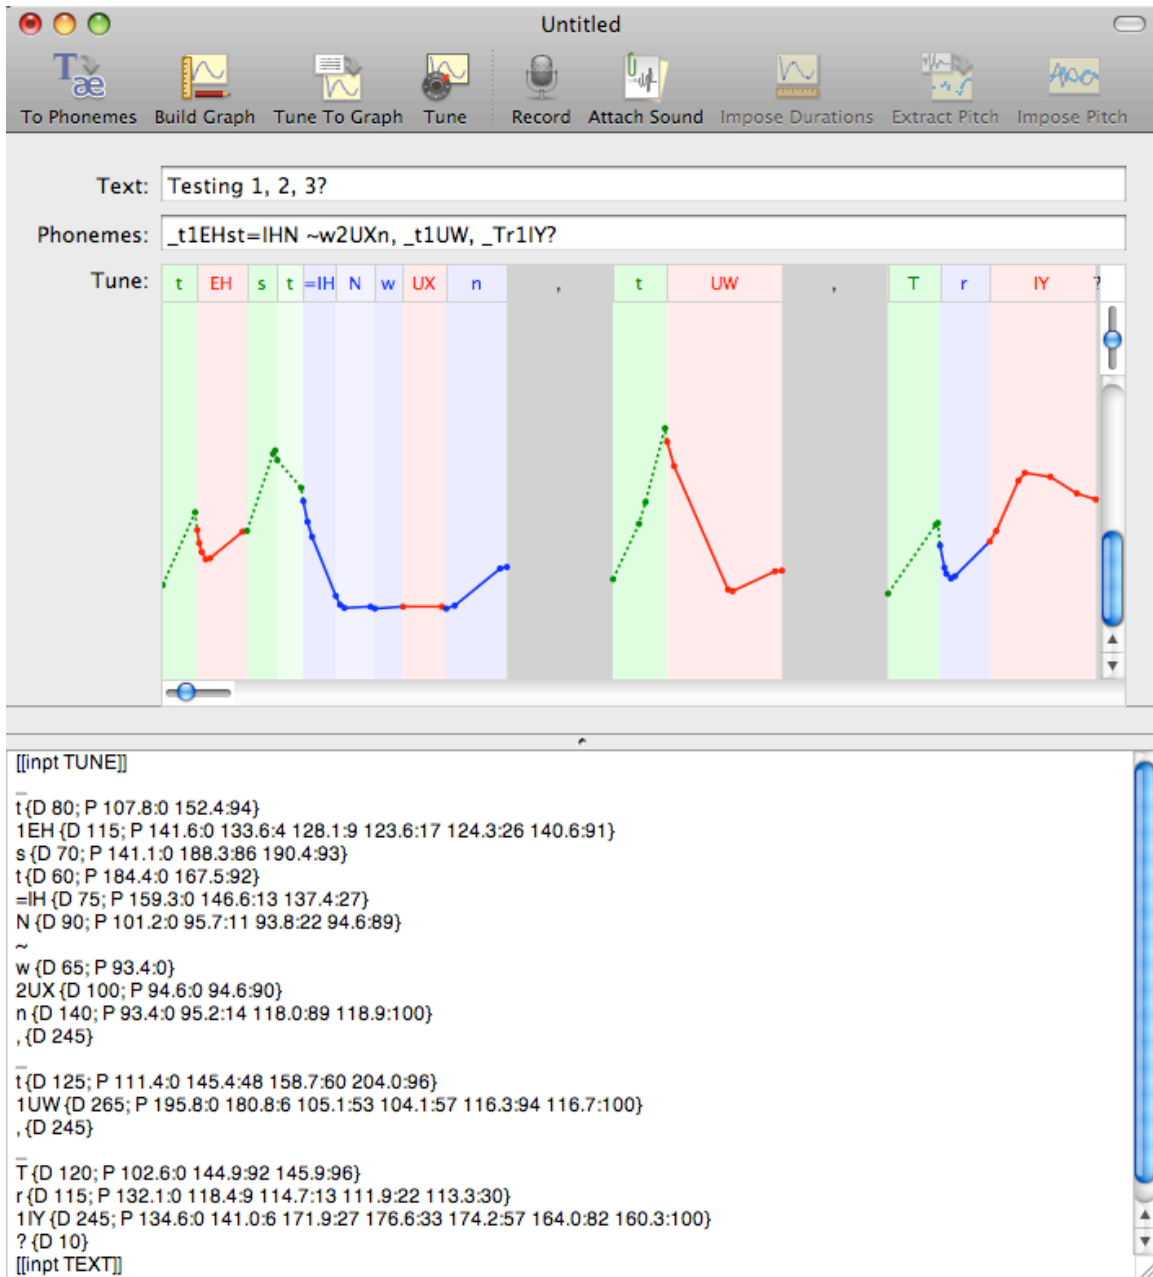 Untitled
T æ
To Phonemes Build Graph Tune To Graph Tune Record Attach Sound Impose Durations Extract Pitch Impose Pitch
Text: Testing 1, 2, 3?
Phonemes: _t1EHst=IHN ~w2UXn, _t1UW, _Tr1IY?
Tune: t EH s t =IH N w UX n , t UW , T r IY ?
[[inpt TUNE]]
_
t {D 80; P 107.8:0 152.4:94}
1EH {D 115; P 141.6:0 133.6:4 128.1:9 123.6:17 124.3:26 140.6:91}
s {D 70; P 141.1:0 188.3:86 190.4:93}
t {D 60; P 184.4:0 167.5:92}
=IH {D 75; P 159.3:0 146.6:13 137.4:27}
N {D 90; P 101.2:0 95.7:11 93.8:22 94.6:89}
~
w {D 65; P 93.4:0}
2UX {D 100; P 94.6:0 94.6:90}
n {D 140; P 93.4:0 95.2:14 118.0:89 118.9:100}
, {D 245}
_
t {D 125; P 111.4:0 145.4:48 158.7:60 204.0:96}
1UW {D 265; P 195.8:0 180.8:6 105.1:53 104.1:57 116.3:94 116.7:100}
, {D 245}
_
T {D 120; P 102.6:0 144.9:92 145.9:96}
r {D 115; P 132.1:0 118.4:9 114.7:13 111.9:22 113.3:30}
1IY {D 245; P 134.6:0 141.0:6 171.9:27 176.6:33 174.2:57 164.0:82 160.3:100}
? {D 10}
[[inpt TEXT]]